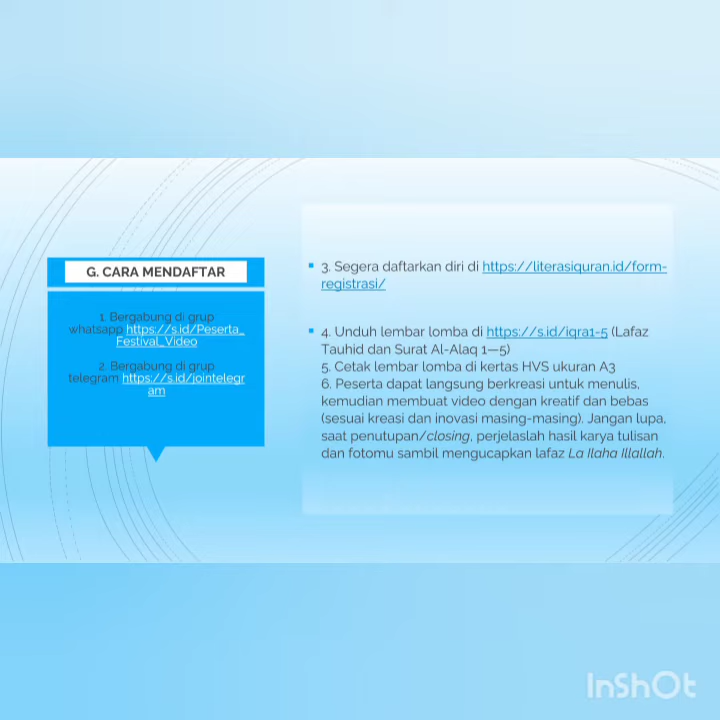 G. CARA MENDAFTAR
1. Bergabung di grup
whatsapp https://s.id/Peserta_
Festival_Video
2. Bergabung di grup
telegram https://s.id/jointelegr
am
3. Segera daftarkan diri di https://literasiquran.id/form-
registrasi/
4. Unduh lembar lomba di https://s.id/iqra1-5 (Lafaz
Tauhid dan Surat Al-Alaq 1—5)
5. Cetak lembar lomba di kertas HVS ukuran A3
6. Peserta dapat langsung berkreasi untuk menulis,
kemudian membuat video dengan kreatif dan bebas
(sesuai kreasi dan inovasi masing-masing). Jangan lupa,
saat penutupan/closing, perjelaslah hasil karya tulisan
dan fotomu sambil mengucapkan lafaz La Ilaha Illallah.
InShOt